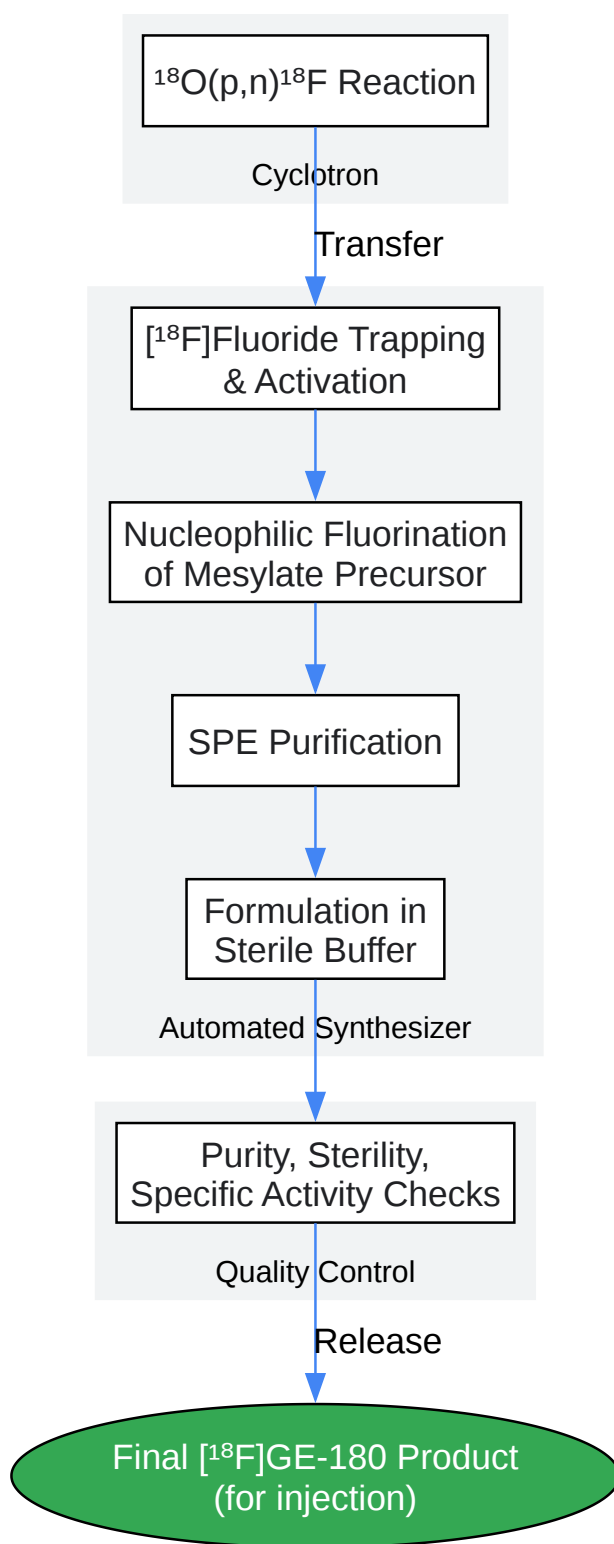 ¹⁸O(p,n)¹⁸F Reaction
Cyclotron
Transfer
[¹⁸F]Fluoride Trapping
& Activation
Nucleophilic Fluorination
of Mesylate Precursor
SPE Purification
Formulation in
Sterile Buffer
Automated Synthesizer
Purity, Sterility,
Specific Activity Checks
Quality Control
Release
Final [¹⁸F]GE-180 Product
(for injection)